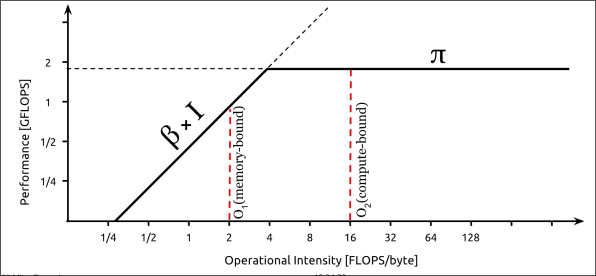 Performance [GFLOPS]
2
1
1/2
1/4
β × I
π
O1(memory-bound)
O2(compute-bound)
1/4 1/2 1 2 4 8 16 32 64 128
Operational Intensity [FLOPS/byte]